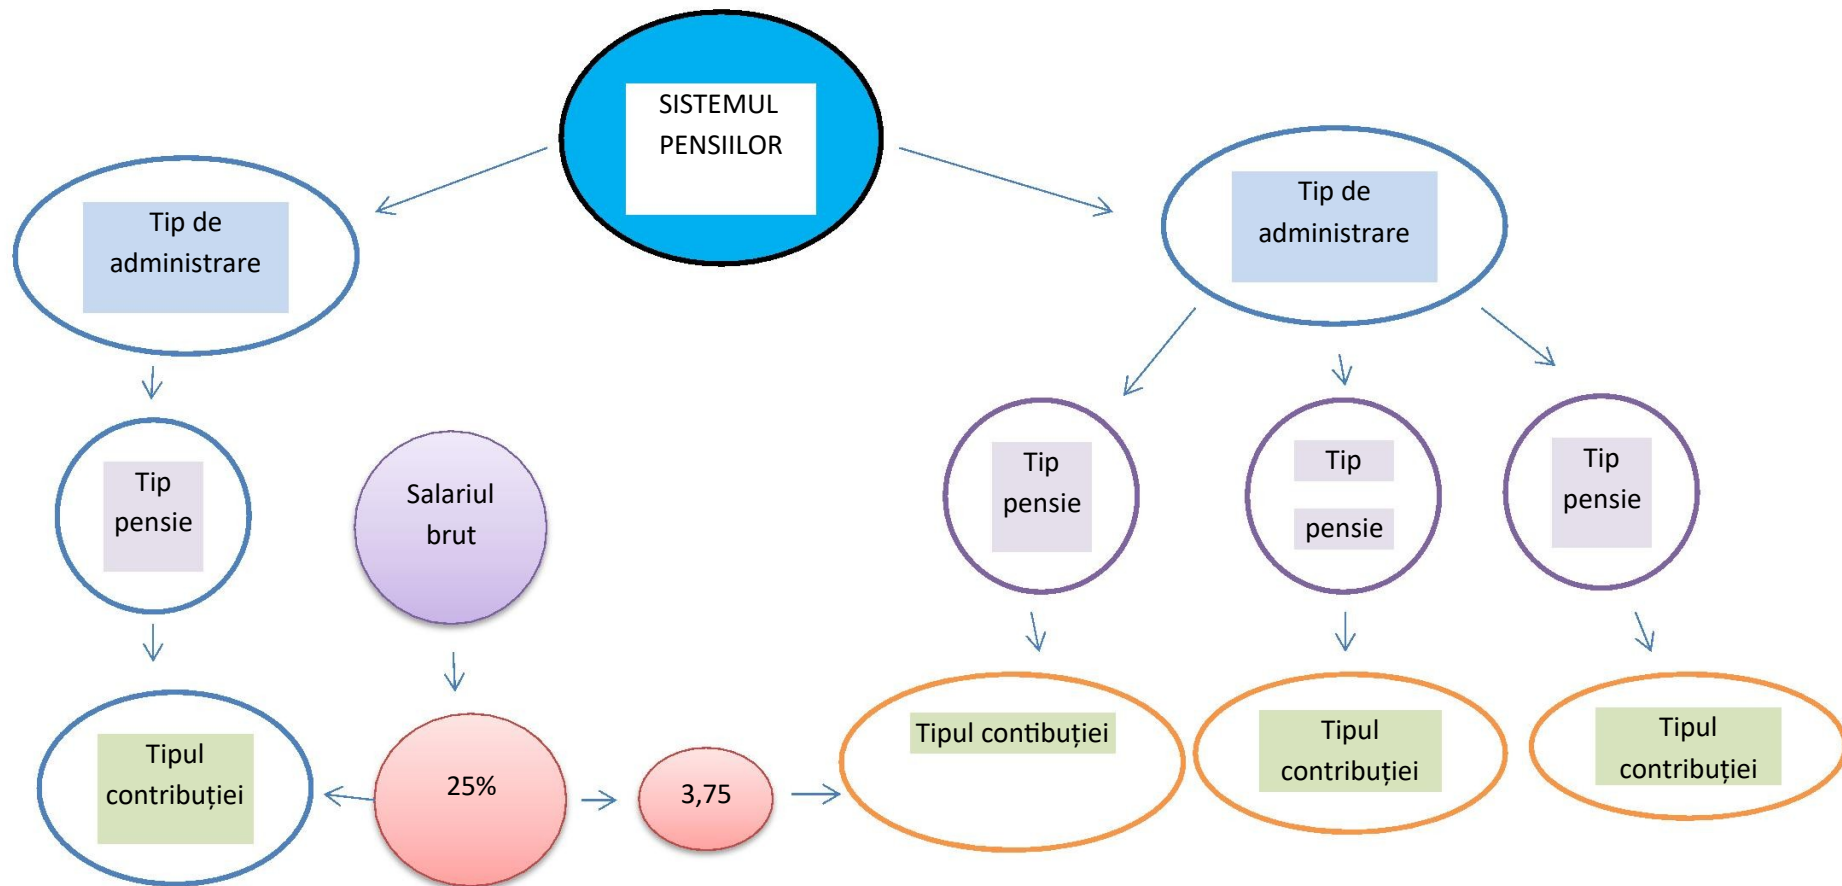 SISTEMUL
PENSIILOR
Tip de
administrare
Tip de
administrare
Tip
pensie
Salariul
brut
Tip
pensie
Tip
pensie
Tip
pensie
Tipul
contribuției
25%
3,75
Tipul contibuției
Tipul
contribuției
Tipul
contribuției